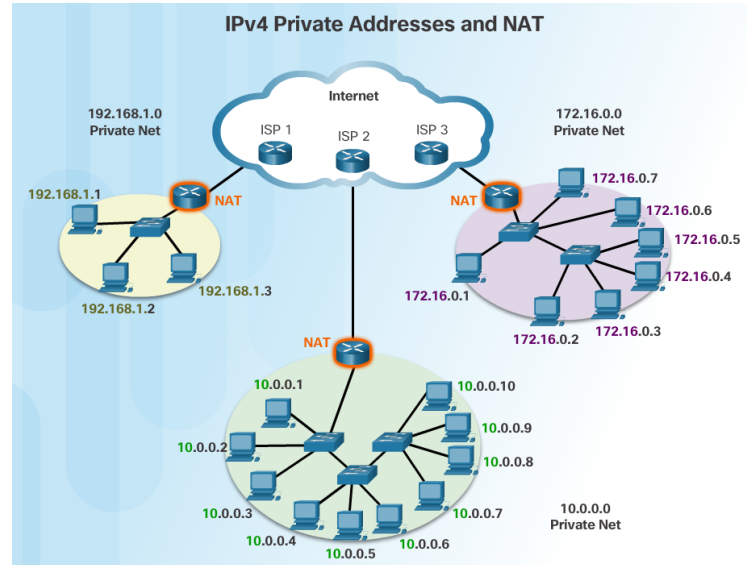 IPv4 Private Addresses and NAT
Internet
192.168.1.0
Private Net
172.16.0.0
Private Net
ISP 1
ISP 2
ISP 3
NAT
192.168.1.1
192.168.1.2
192.168.1.3
NAT
172.16.0.7
172.16.0.6
172.16.0.5
172.16.0.4
172.16.0.1
172.16.0.3
172.16.0.2
NAT
10.0.0.1
10.0.0.10
10.0.0.2
10.0.0.9
10.0.0.8
10.0.0.3
10.0.0.7
10.0.0.4
10.0.0.5
10.0.0.6
10.0.0.0
Private Net